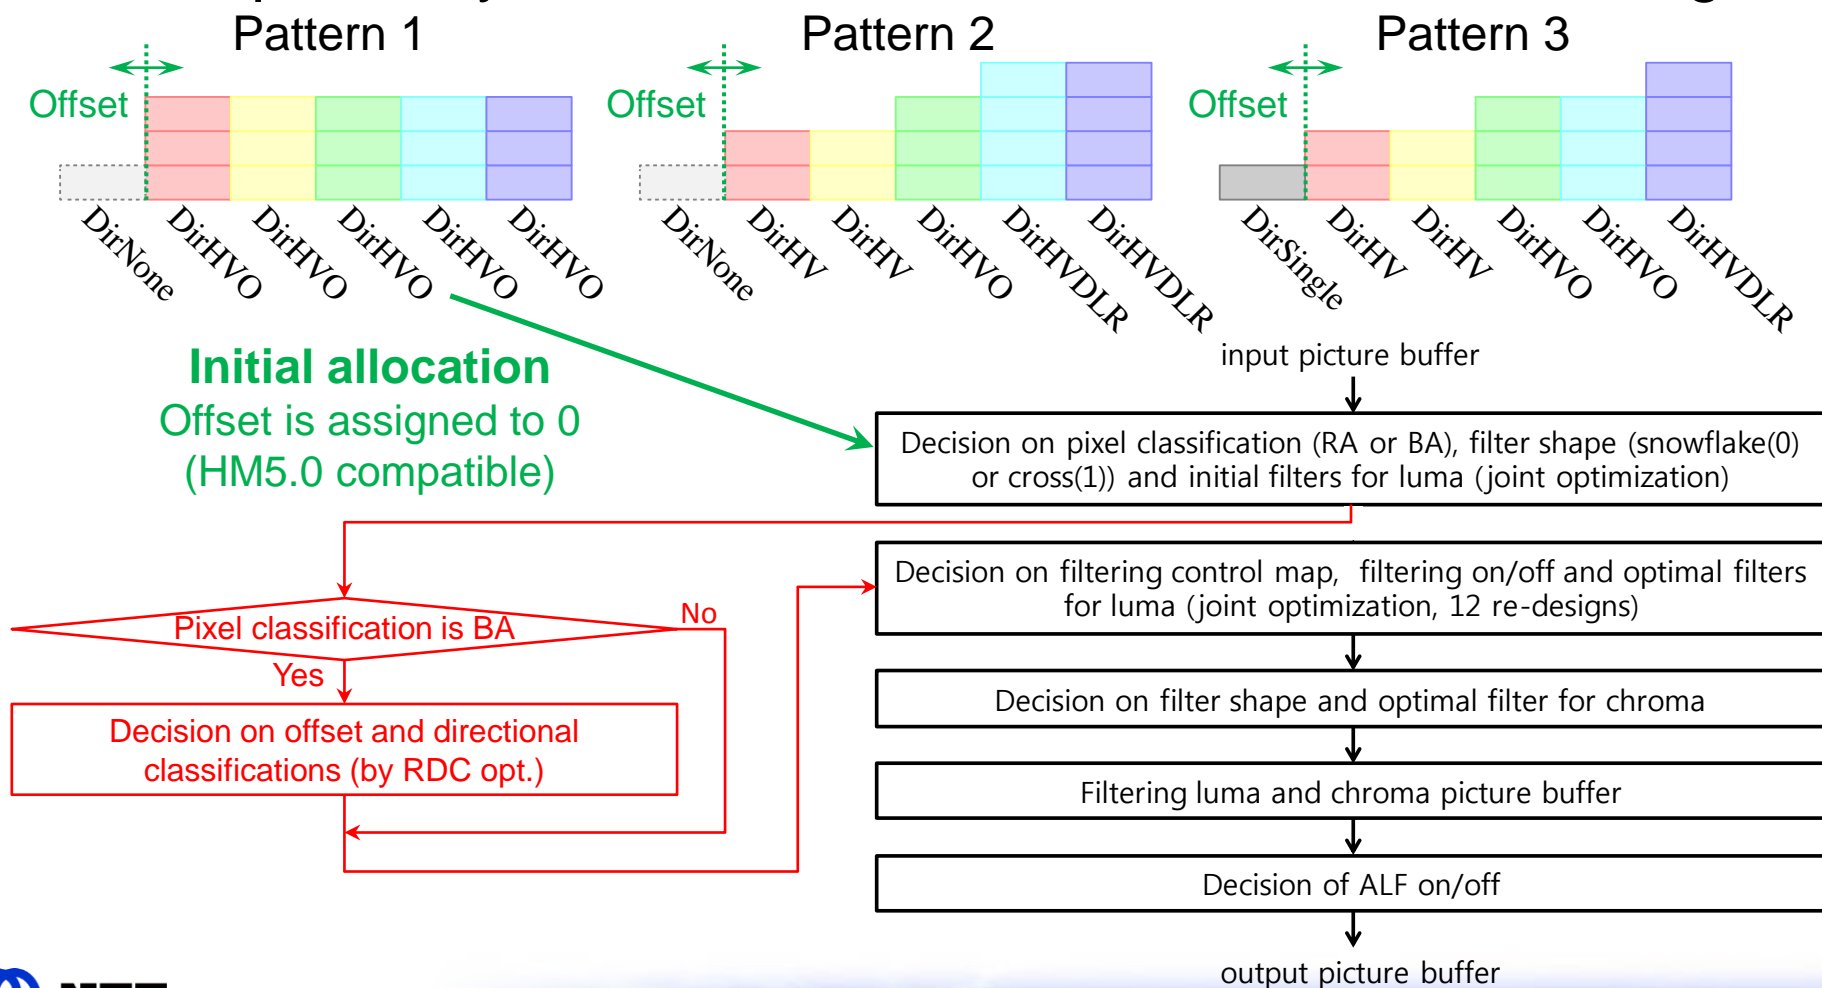 Pattern 1
Pattern 2
Pattern 3
Offset
Offset
Offset
DirNone
DirHVO
DirHVO
DirHVO
DirHVO
DirHVO
DirNone
DirHV
DirHV
DirHVO
DirHVDLR
DirHVDLR
DirSingle
DirHV
DirHV
DirHVO
DirHVO
DirHVDLR
Initial allocation
Offset is assigned to 0
(HM5.0 compatible)
input picture buffer
Decision on pixel classification (RA or BA), filter shape (snowflake(0)
or cross(1)) and initial filters for luma (joint optimization)
Pixel classification is BA
No
Yes
Decision on offset and directional
classifications (by RDC opt.)
Decision on filtering control map, filtering on/off and optimal filters
for luma (joint optimization, 12 re-designs)
Decision on filter shape and optimal filter for chroma
Filtering luma and chroma picture buffer
Decision of ALF on/off
output picture buffer